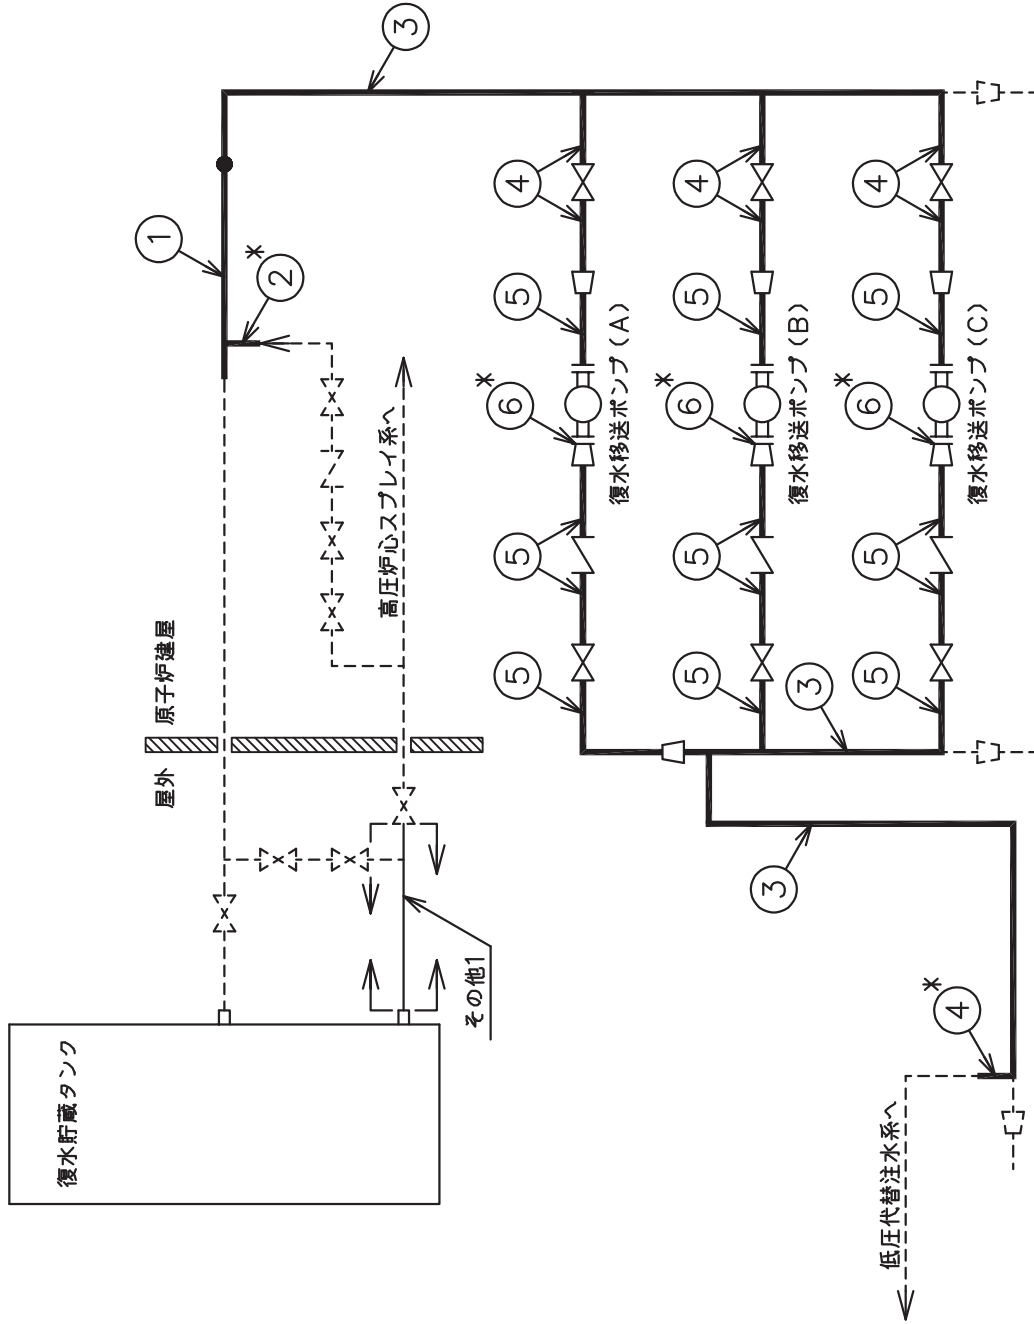 復水貯蔵タンク
屋外
原子炉建屋
1
*
2
高圧炉心スプレイ系へ
3
その他1
*
5 5 6 5 4
復水移送ポンプ(A)
*
5 5 6 5 4
3
復水移送ポンプ(B)
3
*
5 5 6 5 4
低圧代替注水系へ
*
4
復水移送ポンプ(C)